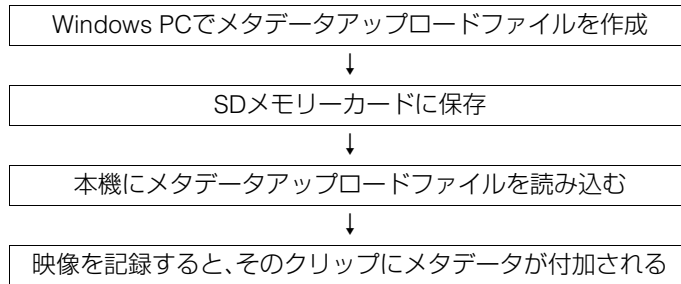 Windows PCでメタデータアップロードファイルを作成
↓
SDメモリーカードに保存
↓
本機にメタデータアップロードファイルを読み込む
↓
映像を記録すると、そのクリップにメタデータが付加される